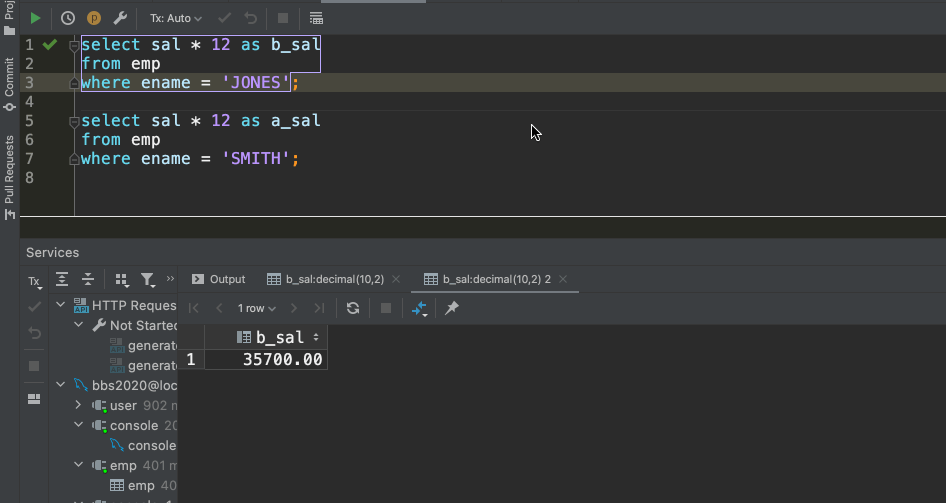 Proj
Commit
Pull Requests
Tx: Auto
1 select sal * 12 as b_sal
2 from emp
3 where ename = 'JONES';
4
5 select sal * 12 as a_sal
6 from emp
7 where ename = 'SMITH';
8
Services
Tx
Output
b_sal:decimal(10,2)
b_sal:decimal(10,2) 2
HTTP Reques
1 row
Not Started
generat
generat
bbs2020@loc
user 902 m
console 20
console
emp 401 m
emp 40
b_sal
1 35700.00